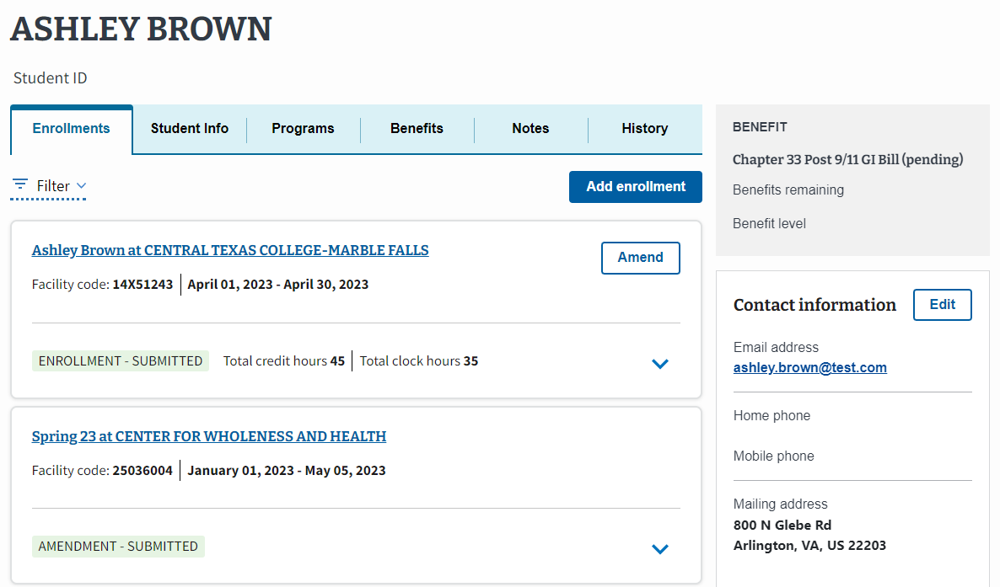 ASHLEY BROWN
Student ID
Enrollments Student Info Programs Benefits Notes History
Filter
Add enrollment
Ashley Brown at CENTRAL TEXAS COLLEGE-MARBLE FALLS
Amend
Facility code: 14X51243 April 01, 2023 - April 30, 2023
ENROLLMENT - SUBMITTED Total credit hours 45 Total clock hours 35
Spring 23 at CENTER FOR WHOLENESS AND HEALTH
Facility code: 25036004 January 01, 2023 - May 05, 2023
AMENDMENT - SUBMITTED
BENEFIT
Chapter 33 Post 9/11 GI Bill (pending)
Benefits remaining
Benefit level
Contact information Edit
Email address
ashley.brown@test.com
Home phone
Mobile phone
Mailing address
800 N Glebe Rd
Arlington, VA, US 22203